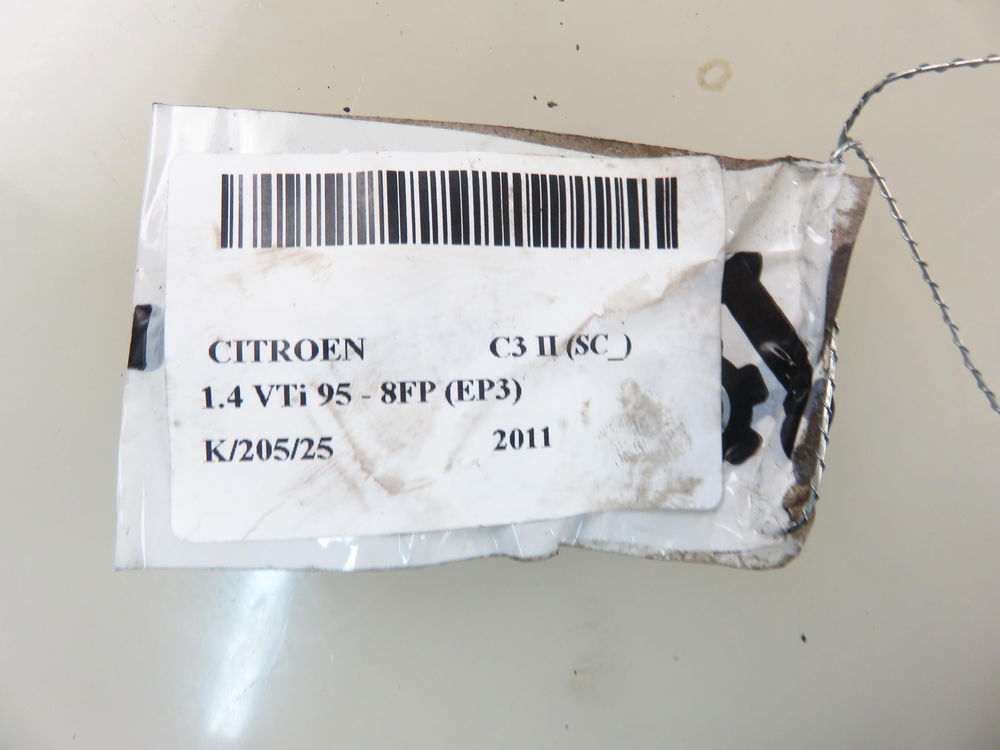 CITROEN C3 II (SC_)
1.4 VTi 95 - 8FP (EP3)
K/205/25 2011